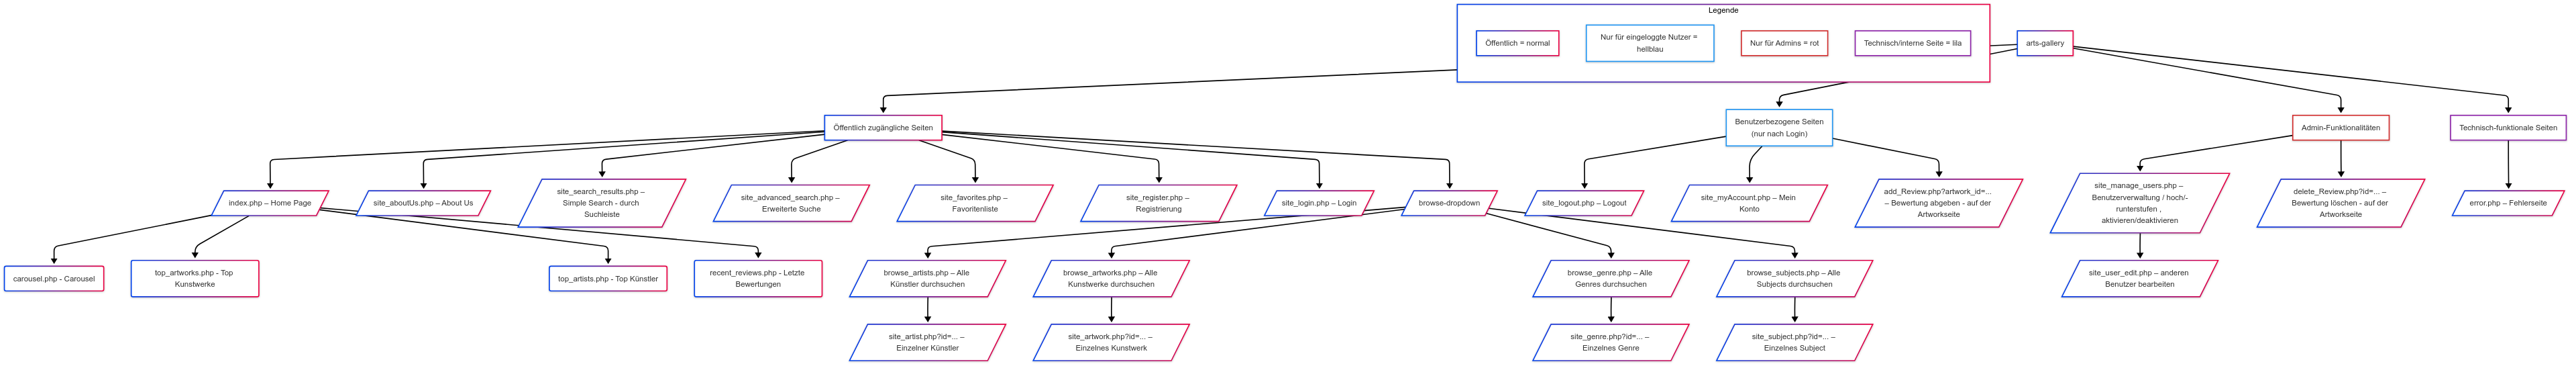 Legende
Öffentlich = normal
Nur für eingeloggte Nutzer =
hellblau
Nur für Admins = rot
Technisch/interne Seite = lila
arts-gallery
Öffentlich zugängliche Seiten
Benutzerbezogene Seiten
(nur nach Login)
Admin-Funktionalitäten
Technisch-funktionale Seiten
index.php – Home Page
site_aboutUs.php – About Us
site_search_results.php –
Simple Search - durch
Suchleiste
site_advanced_search.php –
Erweiterte Suche
site_favorites.php –
Favoritenliste
site_register.php –
Registrierung
site_login.php – Login
browse-dropdown
site_logout.php – Logout
site_myAccount.php – Mein
Konto
add_Review.php?artwork_id=...
– Bewertung abgeben - auf der
Artworkseite
site_manage_users.php –
Benutzerverwaltung / hoch/-
runterstufen ,
aktivieren/deaktivieren
delete_Review.php?id=... –
Bewertung löschen - auf der
Artworkseite
error.php – Fehlerseite
carousel.php - Carousel
top_artworks.php - Top
Kunstwerke
top_artists.php - Top Künstler
recent_reviews.php - Letzte
Bewertungen
browse_artists.php – Alle
Künstler durchsuchen
browse_artworks.php – Alle
Kunstwerke durchsuchen
browse_genre.php – Alle
Genres durchsuchen
browse_subjects.php – Alle
Subjects durchsuchen
site_user_edit.php – anderen
Benutzer bearbeiten
site_artist.php?id=... –
Einzelner Künstler
site_artwork.php?id=... –
Einzelnes Kunstwerk
site_genre.php?id=... –
Einzelnes Genre
site_subject.php?id=... –
Einzelnes Subject